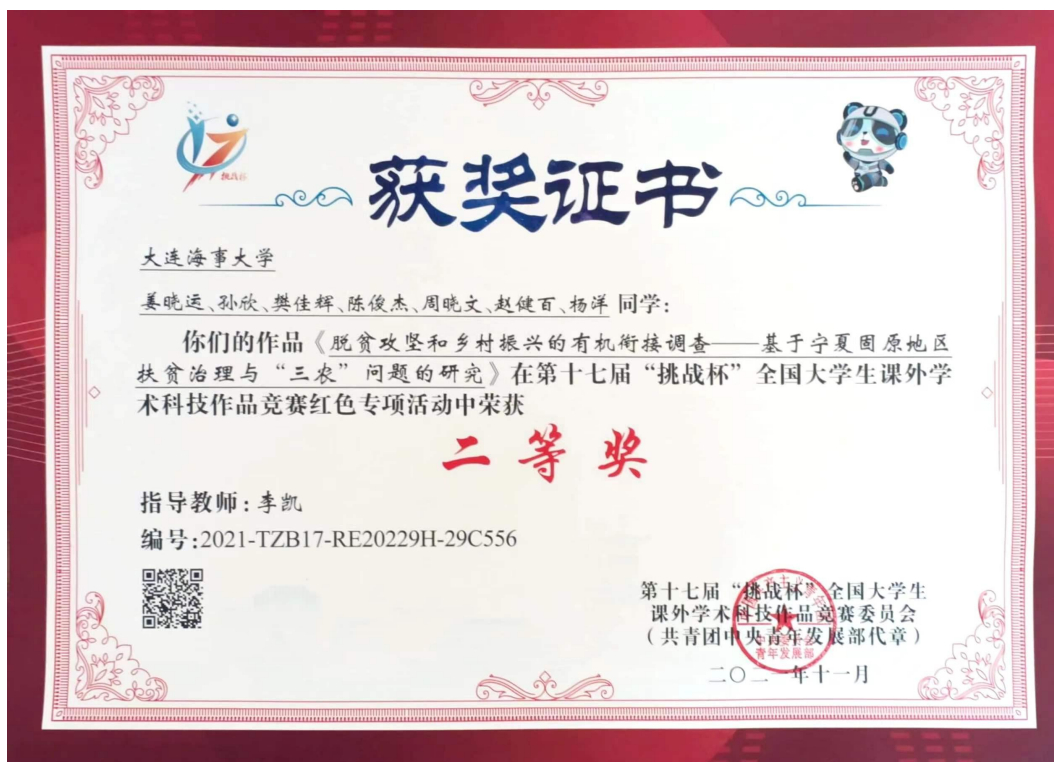 挑战杯
获奖证书
大连海事大学
姜晓运、孙欣、樊佳辉、陈俊杰、周晓文、赵健百、杨洋 同学:
你们的作品《脱贫攻坚和乡村振兴的有机衔接调查——基于宁夏固原地区
扶贫治理与“三农”问题的研究》在第十七届“挑战杯”全国大学生课外学
术科技作品竞赛红色专项活动中荣获
二等奖
指导教师:李凯
编号:2021-TZB17-RE20229H-29C556
第十七届“挑战杯”全国大学生
课外学术科技作品竞赛委员会
(共青团中央青年发展部代章)
青年发展部
二〇二一年十一月